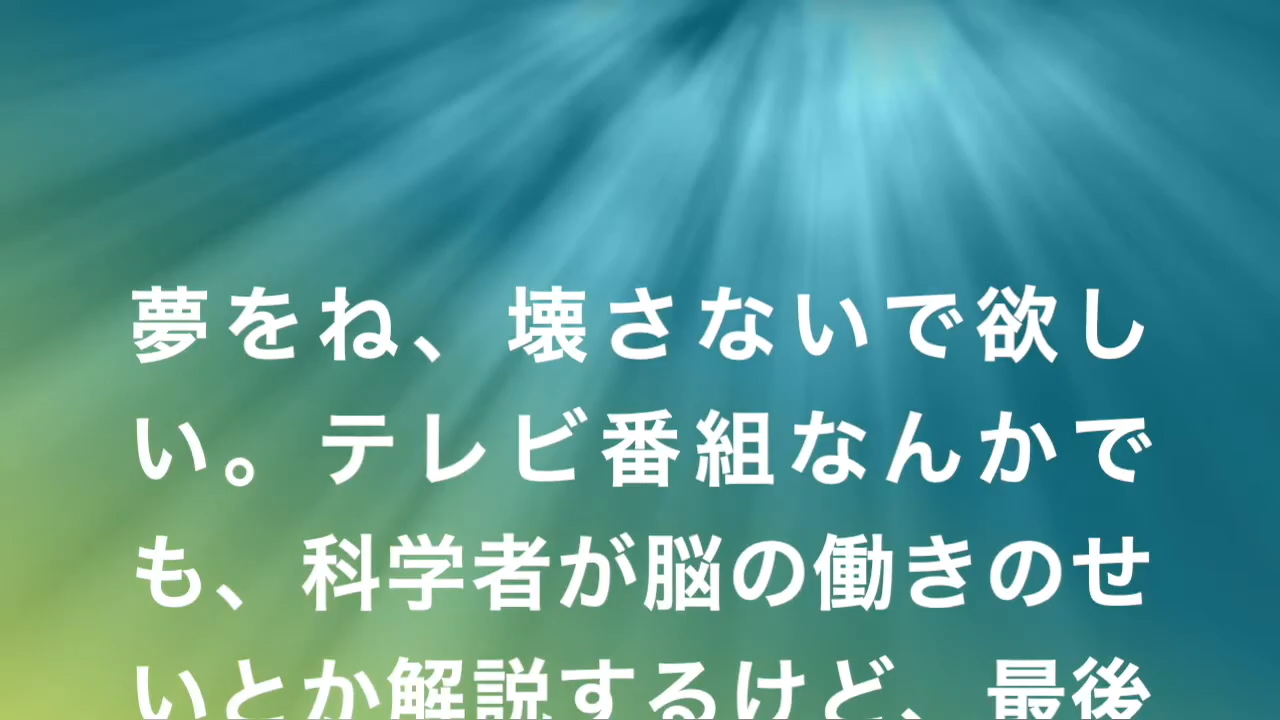 夢をね、壊さないで欲し
い。テレビ番組なんかで
も、科学者が脳の働きのせ
いとか解説するけど、最後